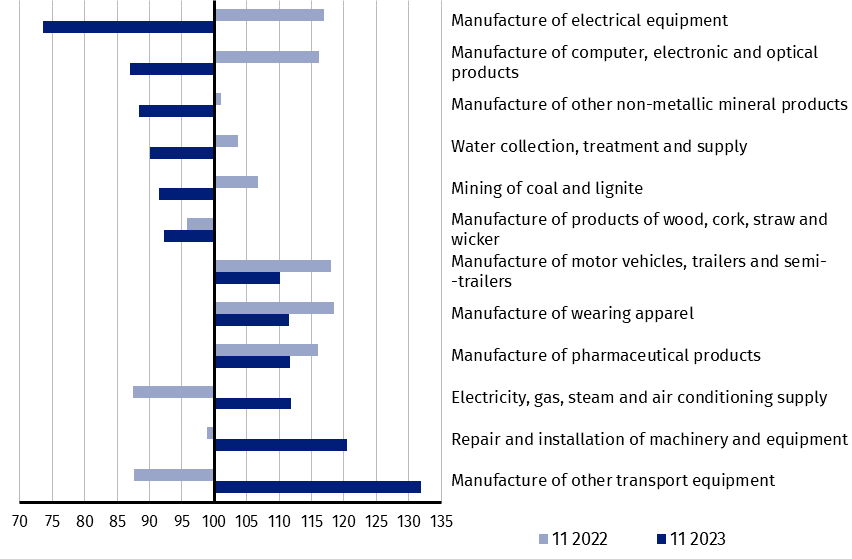 Manufacture of electrical equipment
Manufacture of computer, electronic and optical
products
Manufacture of other non-metallic mineral products
Water collection, treatment and supply
Mining of coal and lignite
Manufacture of products of wood, cork, straw and
wicker
Manufacture of motor vehicles, trailers and semi-
-trailers
Manufacture of wearing apparel
Manufacture of pharmaceutical products
Electricity, gas, steam and air conditioning supply
Repair and installation of machinery and equipment
Manufacture of other transport equipment
70 75 80 85 90 95 100 105 110 115 120 125 130 135
11 2022 11 2023